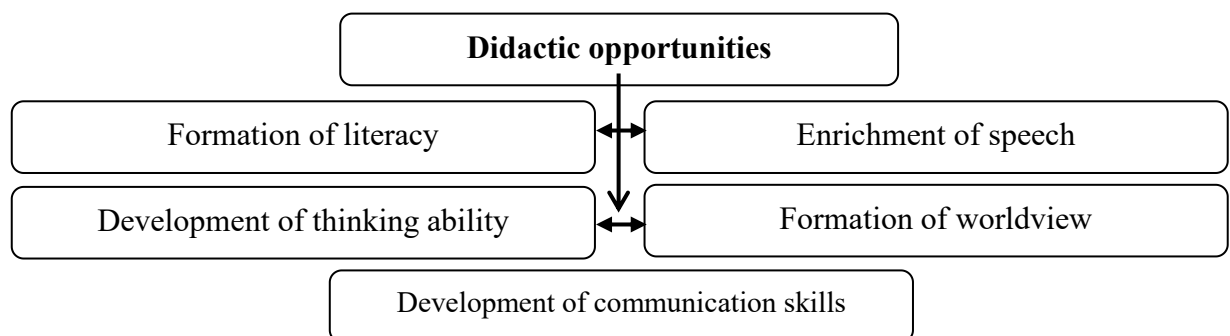 Didactic opportunities
Formation of literacy
Enrichment of speech
Development of thinking ability
Formation of worldview
Development of communication skills